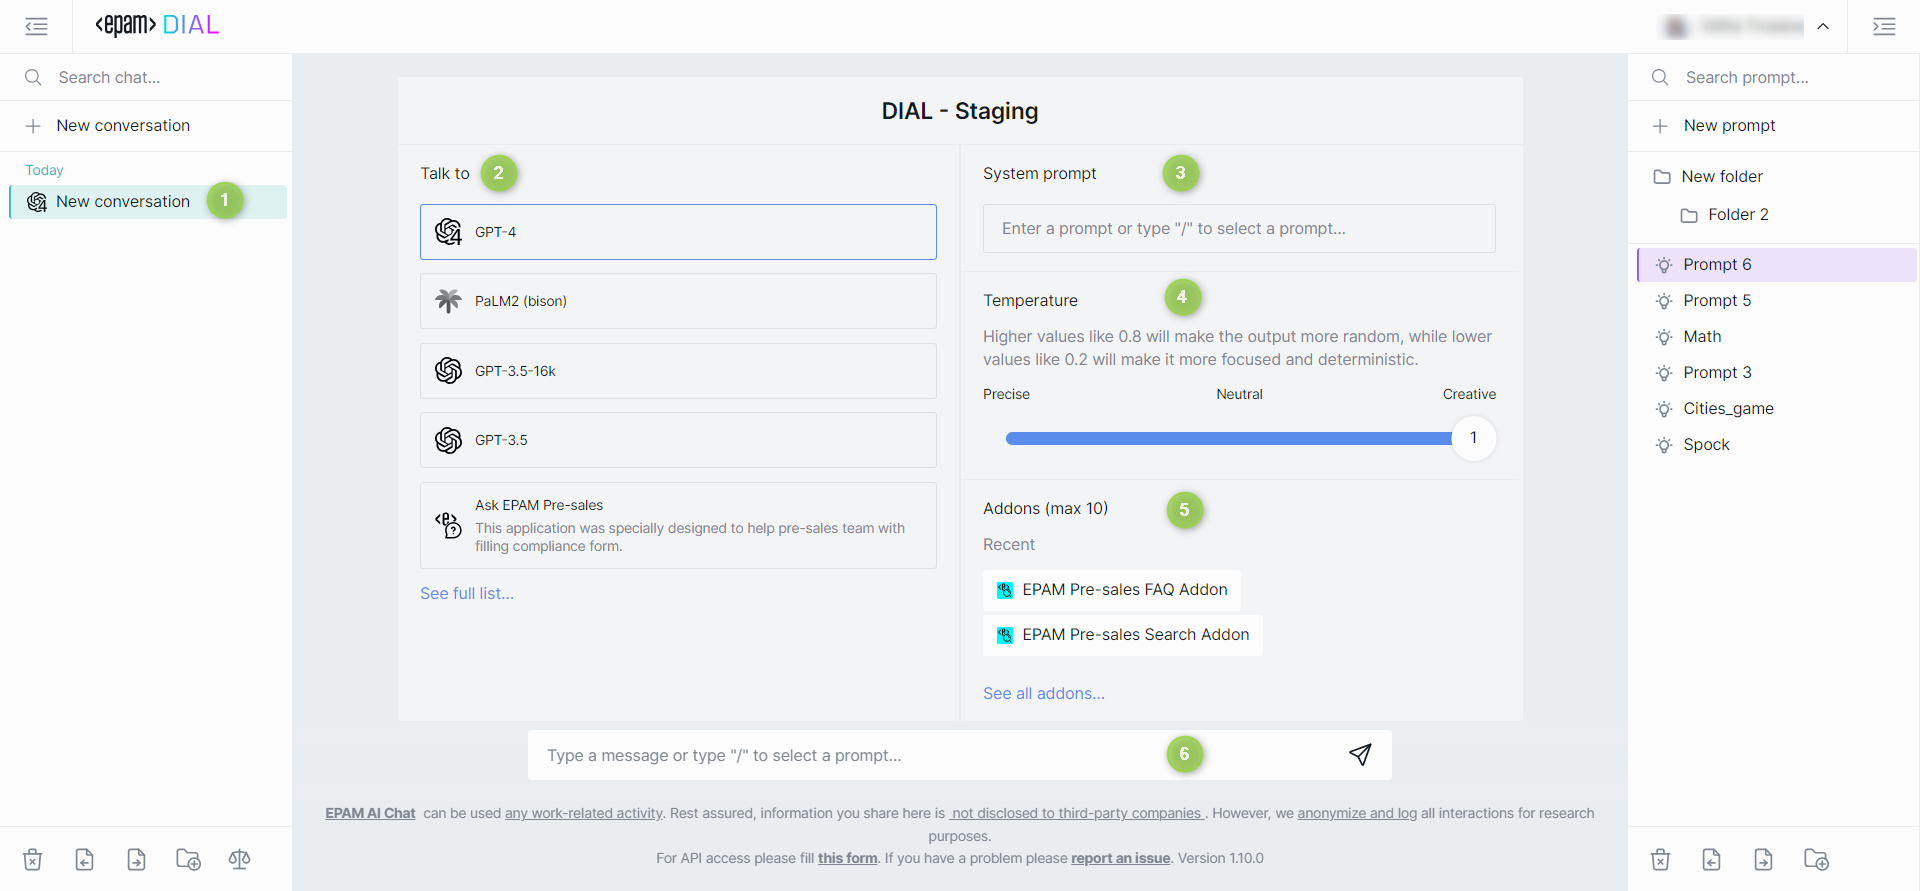 <epam> DIAL
Search chat...
New conversation
Today
New conversation
1
DIAL - Staging
Talk to
2
GPT-4
PaLM2 (bison)
GPT-3.5-16k
GPT-3.5
Ask EPAM Pre-sales
This application was specially designed to help pre-sales team with
filling compliance form.
See full list...
System prompt
3
Enter a prompt or type "/" to select a prompt...
Temperature
4
Higher values like 0.8 will make the output more random, while lower
values like 0.2 will make it more focused and deterministic.
Precise Neutral Creative
1
Addons (max 10)
5
Recent
EPAM Pre-sales FAQ Addon
EPAM Pre-sales Search Addon
See all addons...
Type a message or type "/" to select a prompt...
6
EPAM AI Chat can be used any work-related activity. Rest assured, information you share here is not disclosed to third-party companies . However, we anonymize and log all interactions for research
purposes.
For API access please fill this form. If you have a problem please report an issue. Version 1.10.0
Search prompt...
New prompt
New folder
Folder 2
Prompt 6
Prompt 5
Math
Prompt 3
Cities_game
Spock